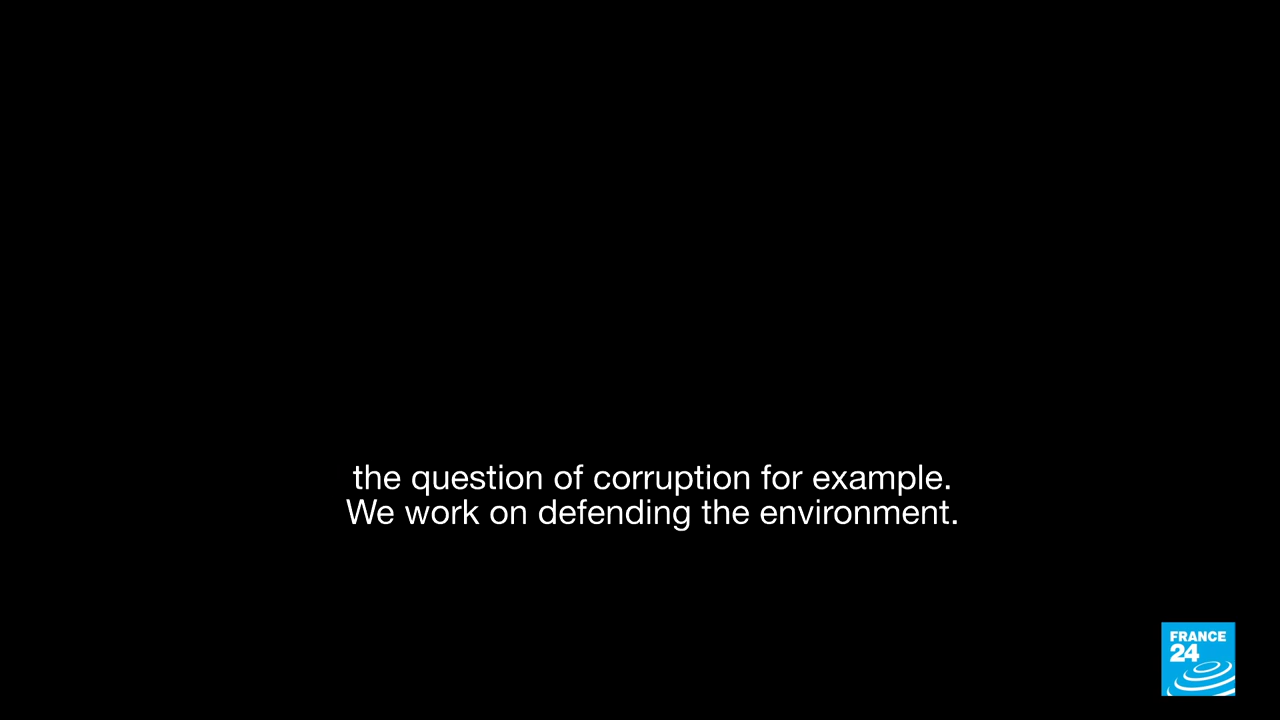 the question of corruption for example.
We work on defending the environment.
FRANCE
24